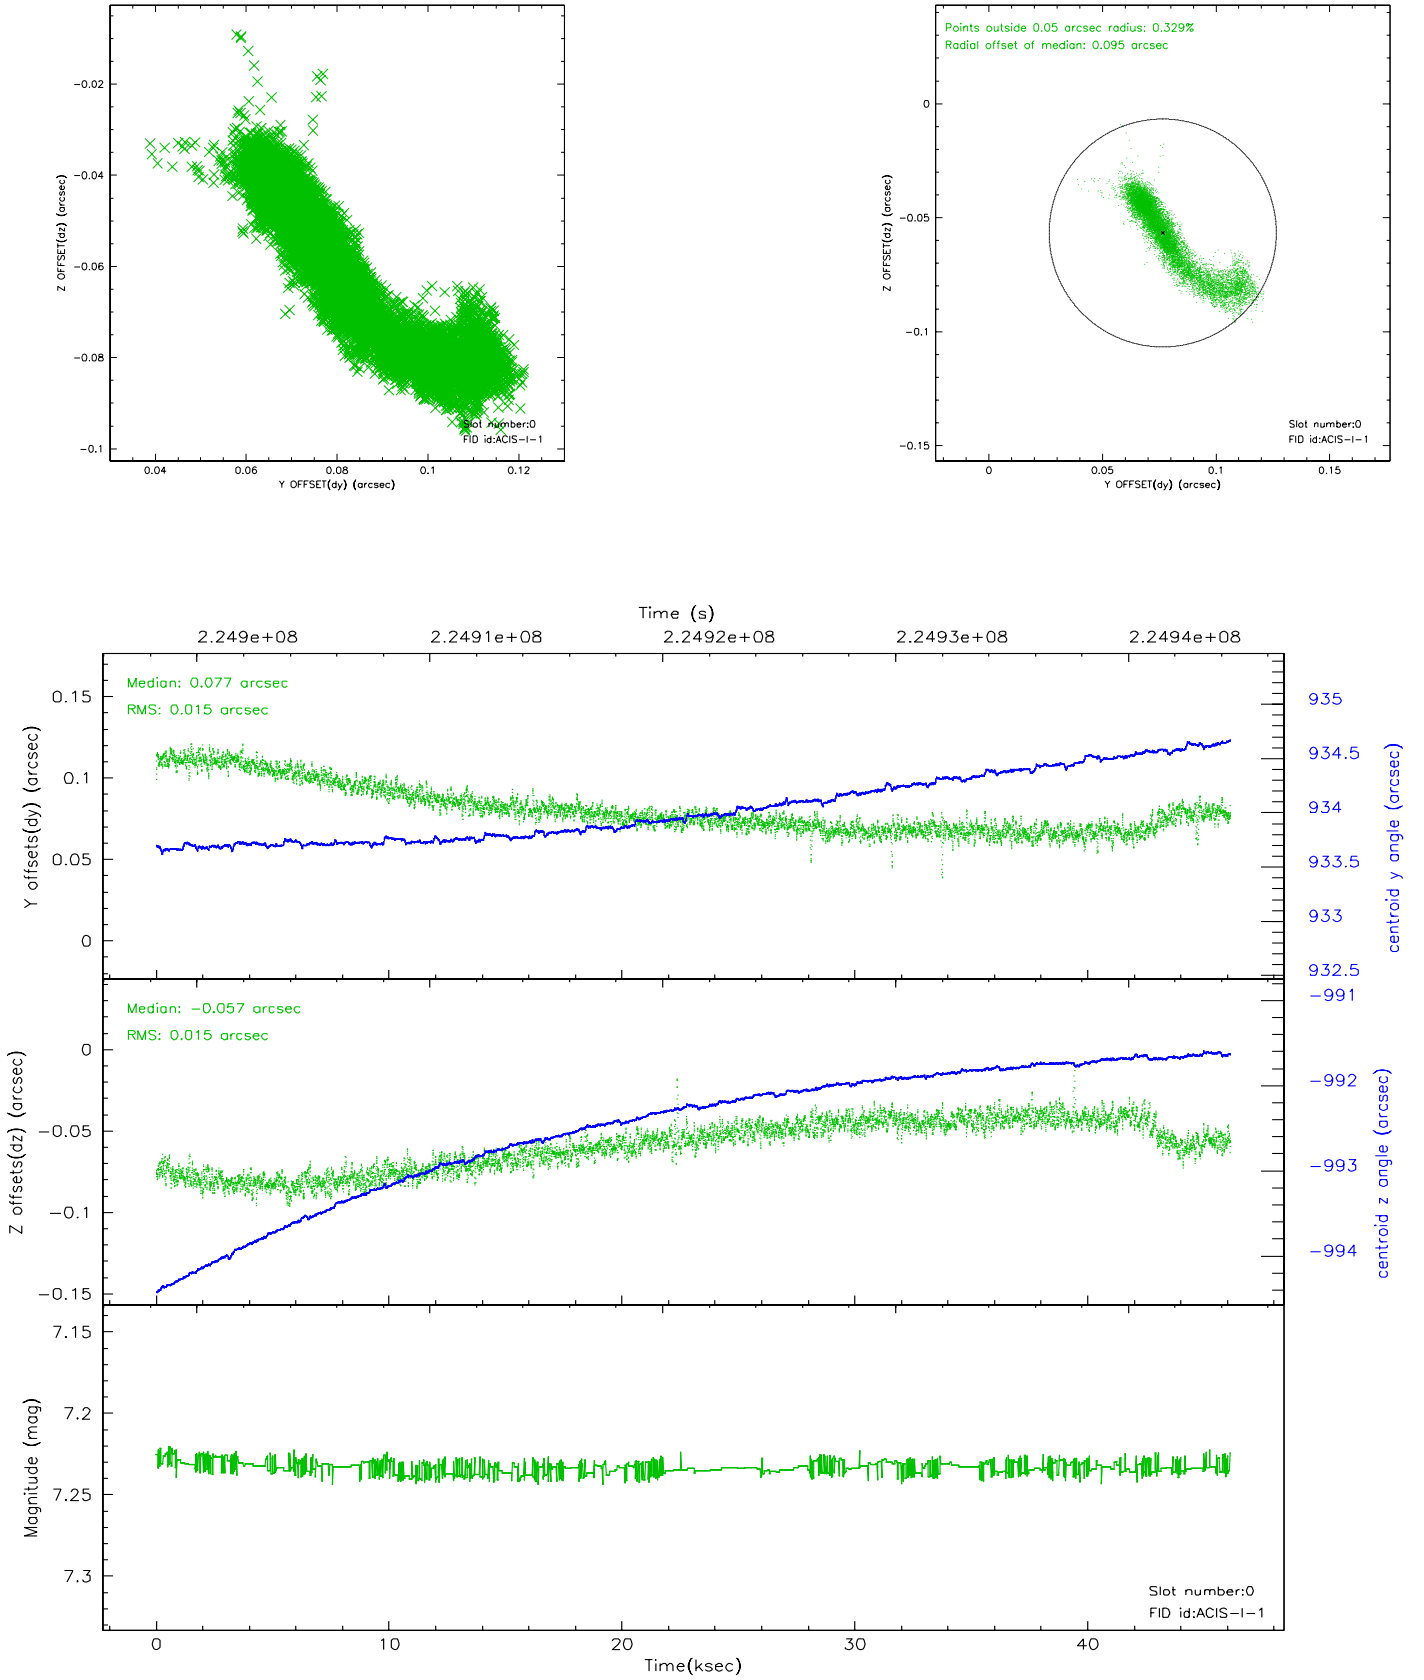 −0.02
−0.04
−0.06
−0.08
−0.1
Z OFFSET(dz) (arcsec)
0.04 0.06 0.08 0.1 0.12
Y OFFSET(dy) (arcsec)
Slot number:0
FID id:ACIS−I−1
Points outside 0.05 arcsec radius: 0.329%
Radial offset of median: 0.095 arcsec
0
−0.05
−0.1
−0.15
Z OFFSET(dz) (arcsec)
0 0.05 0.1 0.15
Y OFFSET(dy) (arcsec)
Slot number:0
FID id:ACIS−I−1
Time (s)
2.249e+08 2.2491e+08 2.2492e+08 2.2493e+08 2.2494e+08
Median: 0.077 arcsec
RMS: 0.015 arcsec
0.15
0.1
0.05
0
Y offsets(dy) (arcsec)
935
934.5
934
933.5
933
932.5
centroid y angle (arcsec)
Median: −0.057 arcsec
RMS: 0.015 arcsec
0
−0.05
−0.1
−0.15
Z offsets(dz) (arcsec)
−991
−992
−993
−994
centroid z angle (arcsec)
7.15
7.2
7.25
7.3
Magnitude (mag)
Slot number:0
FID id:ACIS−I−1
0 10 20 30 40
Time(ksec)